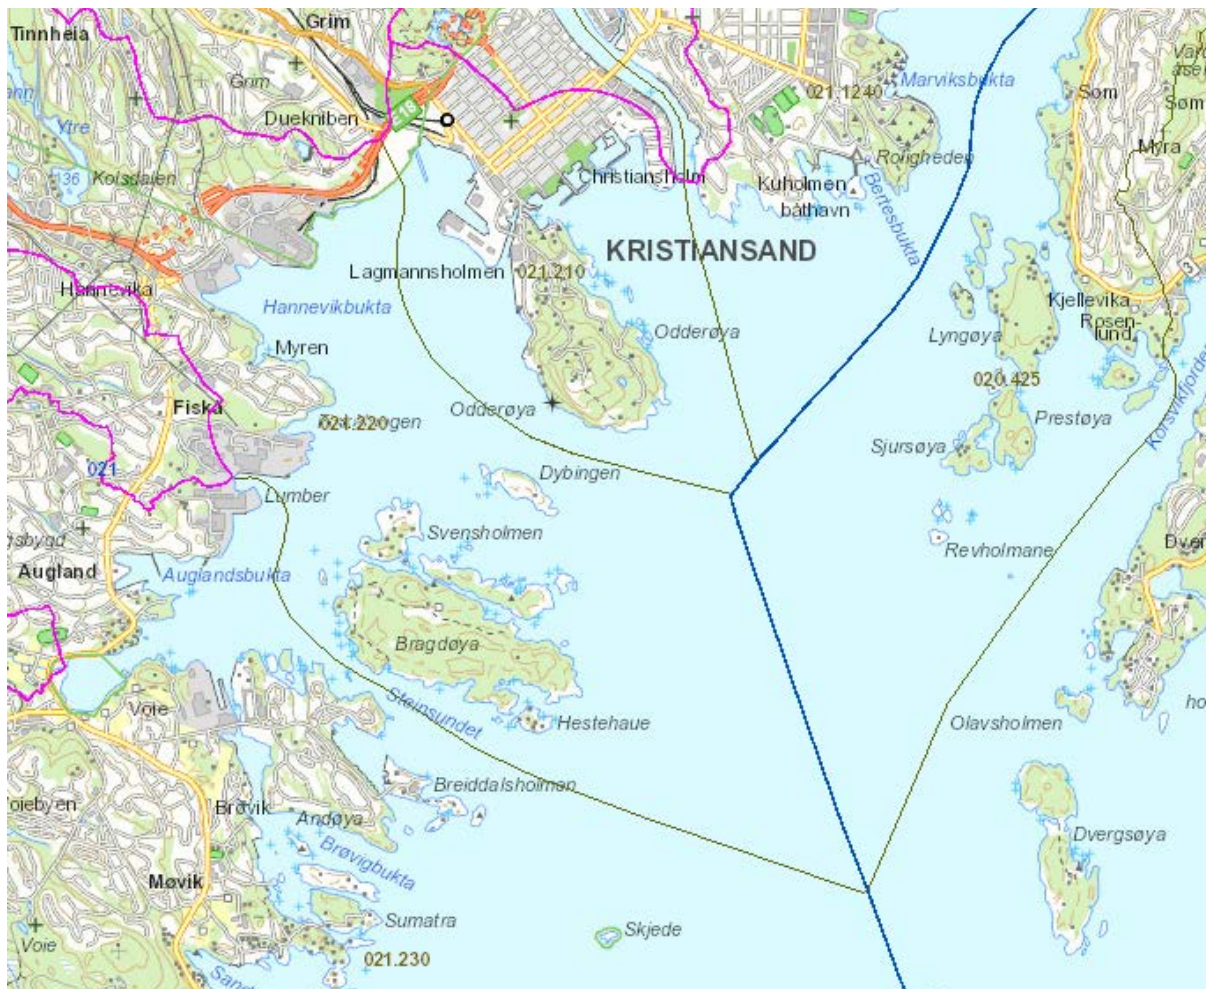 Tinnheia
Grim
Grim
Marviksbukta
Som
Duekniben
E18
021.1240
Ytre
136
Kolsdalen
Roligheden
Myra
Christiansholm
Kuholmen
båthavn
Bertesbukta
KRISTIANSAND
Lagmannsholmen
021.210
3
Hannevika
Hannevikbukta
Kjellevika
Rosen-
lund
Odderøya
Lyngøya
Myren
Korsvikfjorden
020.425
Fiskå
Odderøya
Prestøya
021.220
Sjursøya
021
Dybingen
Lumber
Svensholmen
Revholmane
Augland
Auglandsbukta
Bragdøya
Steinsundet
Voie
Hestehaue
Olavsholmen
Breiddalsholmen
Brøvik
Andøya
Dvergsøya
Brøvigbukta
Møvik
Sumatra
Skjede
Voie
021.230